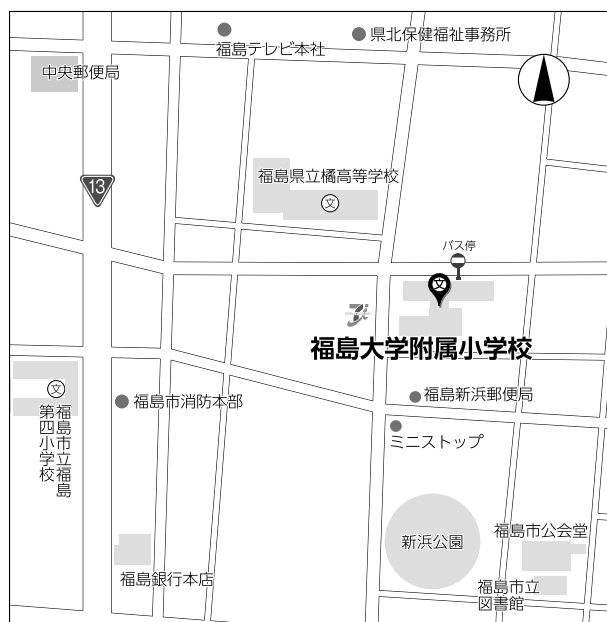 福島テレビ本社
県北保健福祉事務所
中央郵便局
13
福島県立橘高等学校
文
バス停
文
福島大学附属小学校
文
福島新浜郵便局
福島市消防本部
福島市立福島
第四小学校
ミニストップ
新浜公園
福島市公会堂
福島銀行本店
福島市立
図書館